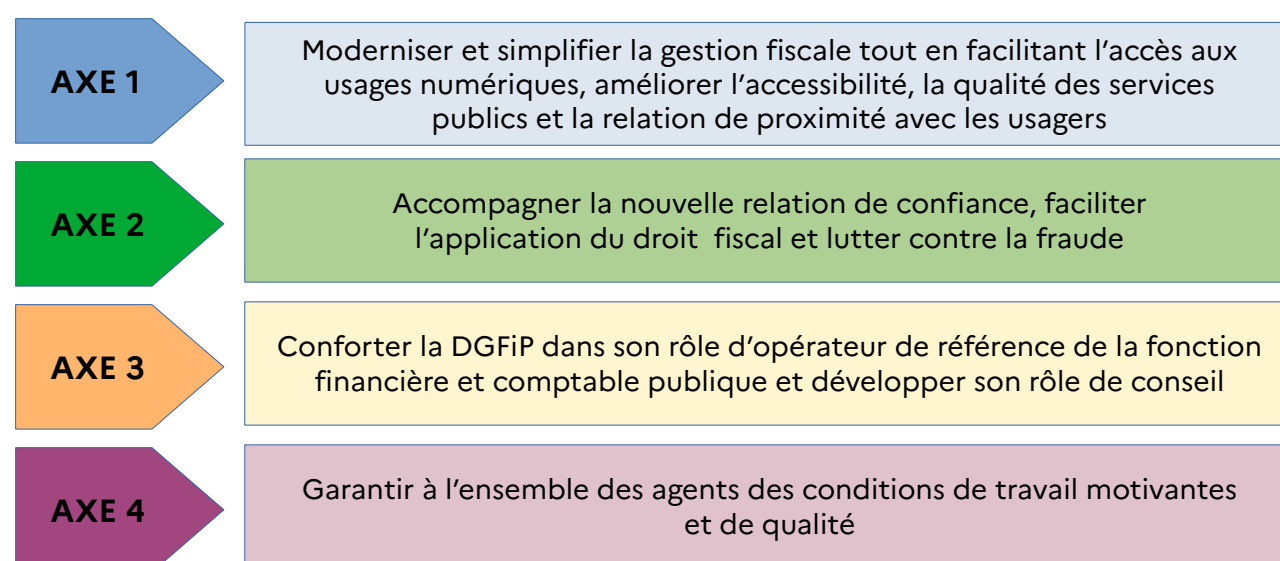 AXE 1
Moderniser et simplifier la gestion fiscale tout en facilitant l’accès aux
usages numériques, améliorer l’accessibilité, la qualité des services
publics et la relation de proximité avec les usagers
AXE 2
Accompagner la nouvelle relation de confiance, faciliter
l’application du droit  fiscal et lutter contre la fraude
AXE 3
Conforter la DGFiP dans son rôle d’opérateur de référence de la fonction
financière et comptable publique et développer son rôle de conseil
AXE 4
Garantir à l’ensemble des agents des conditions de travail motivantes
et de qualité